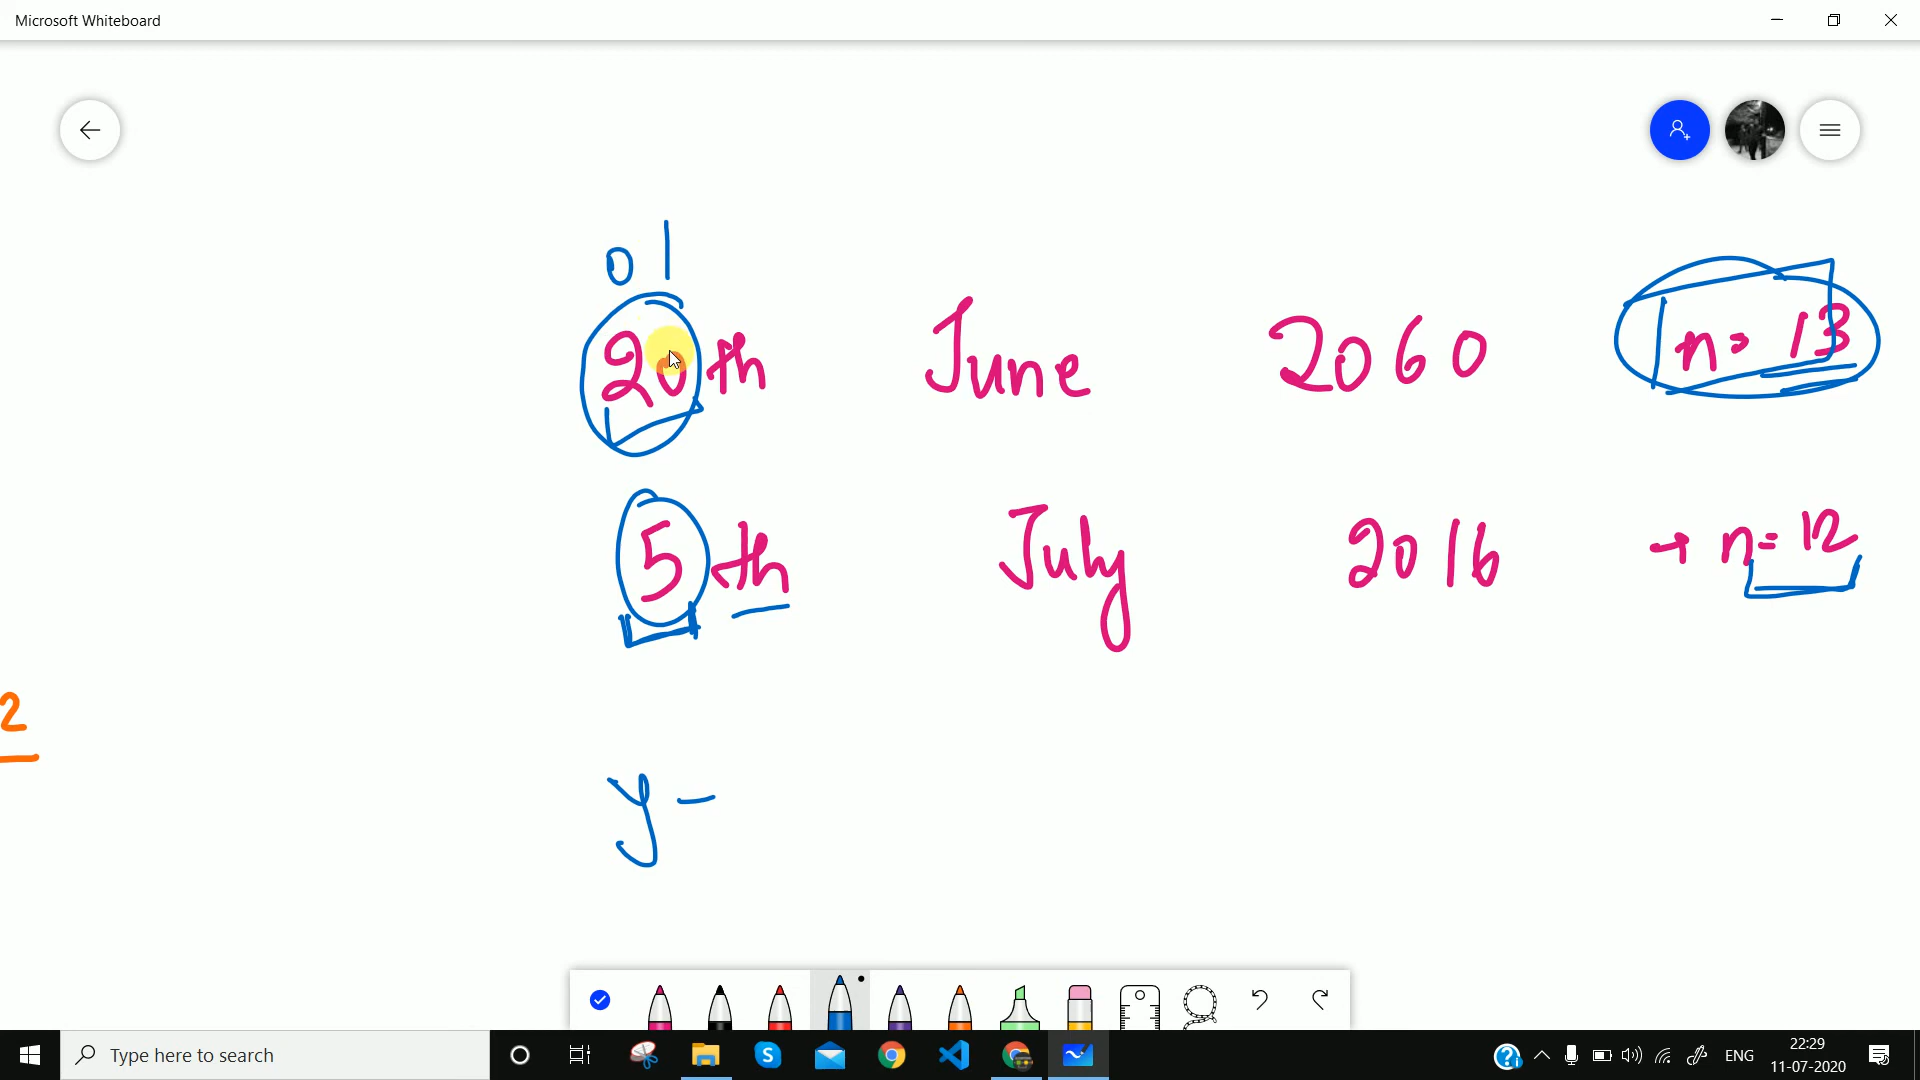 Microsoft Whiteboard
0 1
20th June 2060 n= 13
5th July 2016 → n= 12
2
y-
Type here to search
ENG
22:29
11-07-2020